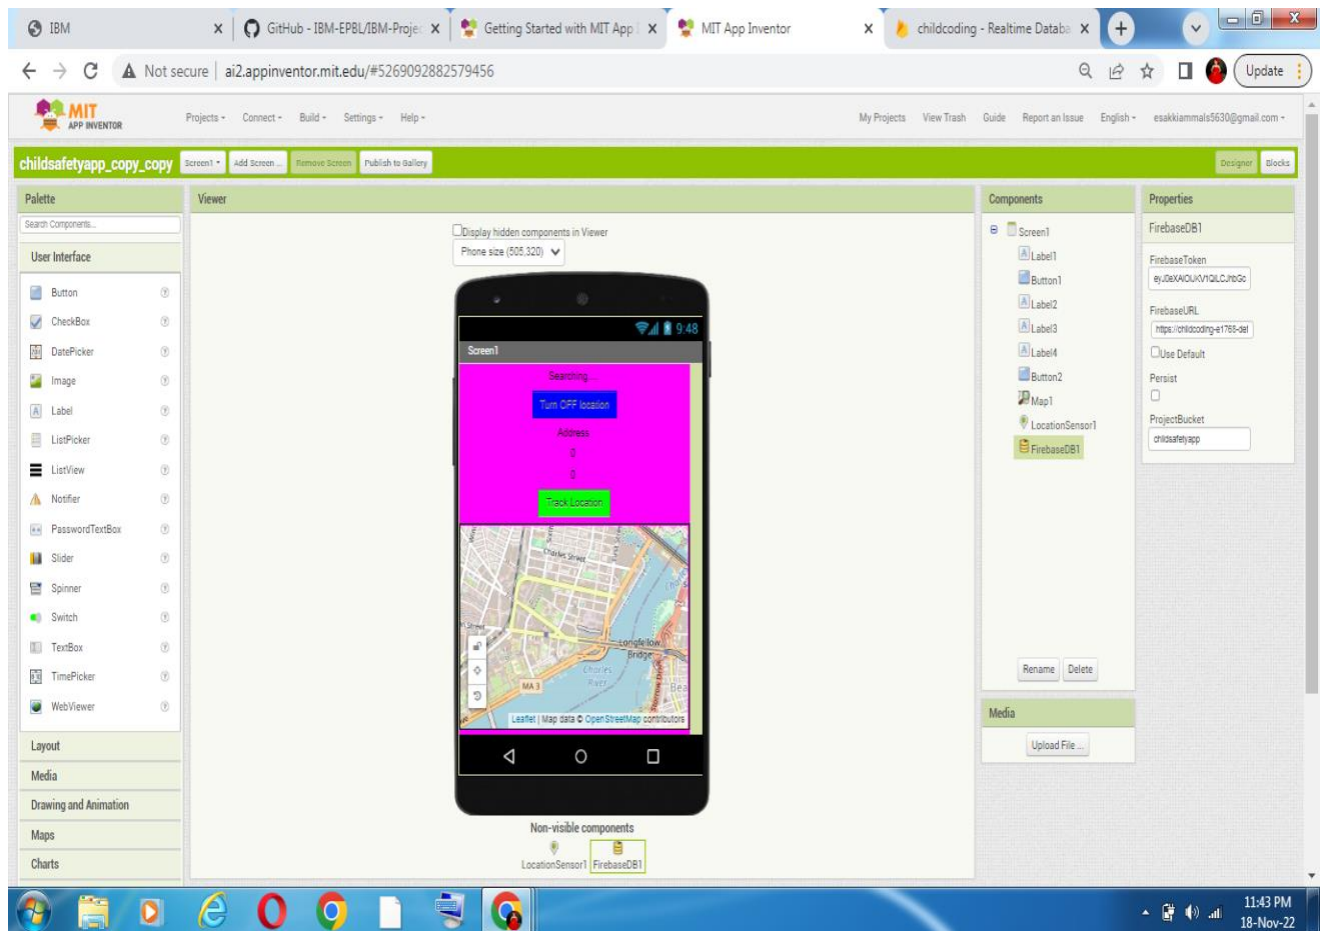 IBM
GitHub - IBM-EPBL/IBM-Projec
Getting Started with MIT App I
MIT App Inventor
childcoding - Realtime Databa
Not secure
ai2.appinventor.mit.edu/#5269092882579456
Update
MIT
APP INVENTOR
Projects
Connect
Build
Settings
Help
My Projects
View Trash
Guide
Report an Issue
English
esakkiammals5630@gmail.com
childsafetyapp_copy_copy
Screen1
Add Screen ...
Remove Screen
Publish to Gallery
Designer
Blocks
Palette
Search Components...
User Interface
Button
CheckBox
DatePicker
Image
Label
ListPicker
ListView
Notifier
PasswordTextBox
Slider
Spinner
Switch
TextBox
TimePicker
WebViewer
Layout
Media
Drawing and Animation
Maps
Charts
Viewer
Display hidden components in Viewer
Phone size (505,320)
9:48
Screen1
Searching...
Turn OFF location
Address
0
0
Track Location
Charles Street
Longfellow
Bridge
Charles
River
MA 3
Bea
Leaflet | Map data © OpenStreetMap contributors
Non-visible components
LocationSensor1
FirebaseDB1
Components
Screen1
Label1
Button1
Label2
Label3
Label4
Button2
Map1
LocationSensor1
FirebaseDB1
Rename
Delete
Media
Upload File ...
Properties
FirebaseDB1
FirebaseToken
FirebaseURL
https://childcoding-e1765-def
Use Default
Persist
ProjectBucket
childsafetyapp
11:43 PM
18-Nov-22